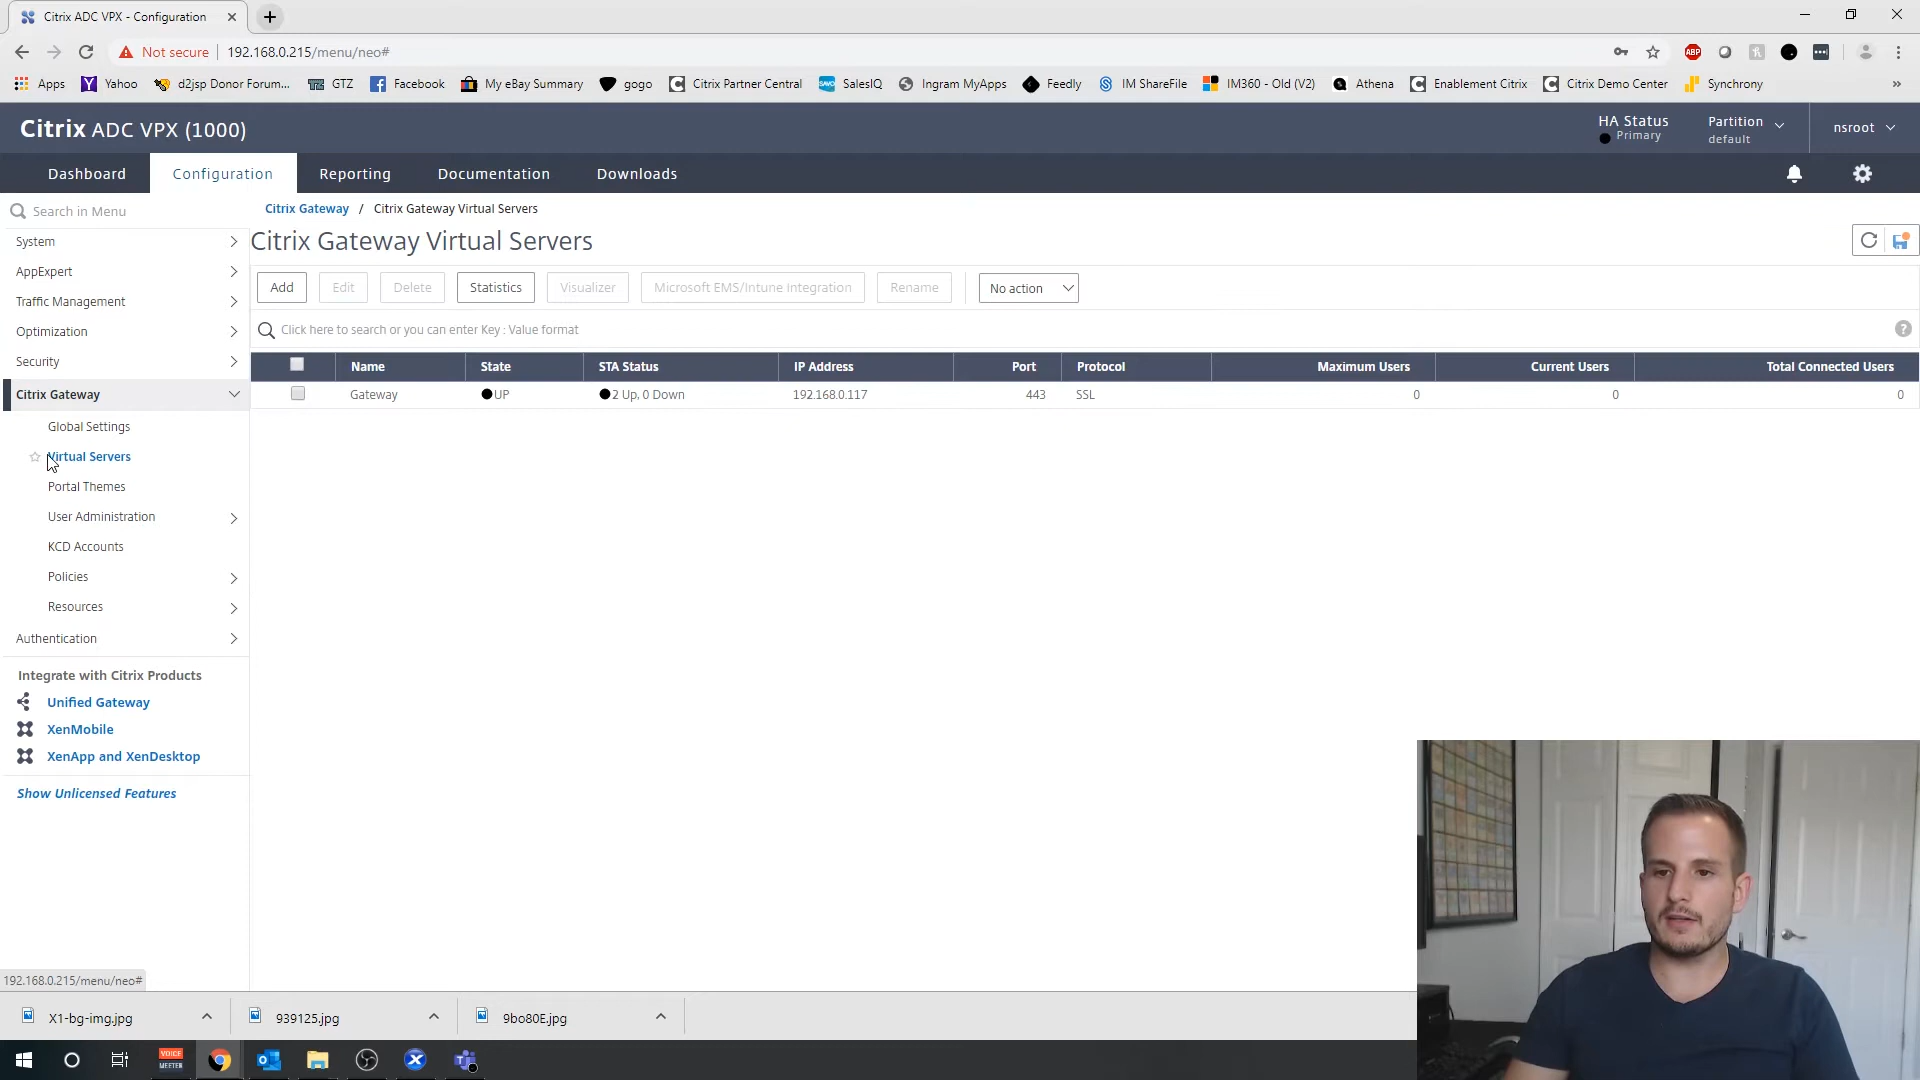 Citrix ADC VPX - Configuration
Not secure
192.168.0.215/menu/neo#
ABP
Apps
Yahoo
d2jsp Donor Forum...
GTZ
Facebook
My eBay Summary
gogo
Citrix Partner Central
SalesIQ
Ingram MyApps
Feedly
IM ShareFile
IM360 - Old (V2)
Athena
Enablement Citrix
Citrix Demo Center
Synchrony
Citrix ADC VPX (1000)
HA Status
Primary
Partition
default
nsroot
Dashboard
Configuration
Reporting
Documentation
Downloads
Search in Menu
System
AppExpert
Traffic Management
Optimization
Security
Citrix Gateway
Global Settings
Virtual Servers
Portal Themes
User Administration
KCD Accounts
Policies
Resources
Authentication
Integrate with Citrix Products
Unified Gateway
XenMobile
XenApp and XenDesktop
Show Unlicensed Features
Citrix Gateway / Citrix Gateway Virtual Servers
Citrix Gateway Virtual Servers
Add
Edit
Delete
Statistics
Visualizer
Microsoft EMS/Intune Integration
Rename
No action
Click here to search or you can enter Key : Value format
?
Name State STA Status IP Address Port Protocol Maximum Users Current Users Total Connected Users
Gateway UP 2 Up, 0 Down 192.168.0.117 443 SSL 0 0 0
192.168.0.215/menu/neo#
X1-bg-img.jpg
939125.jpg
9bo80E.jpg
VOICE
MEETER